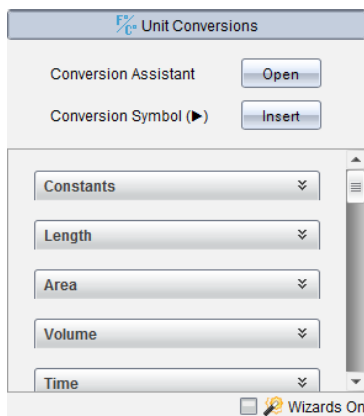 F°/C° Unit Conversions
Conversion Assistant Open
Conversion Symbol (►) Insert
Constants
Length
Area
Volume
Time
Wizards On